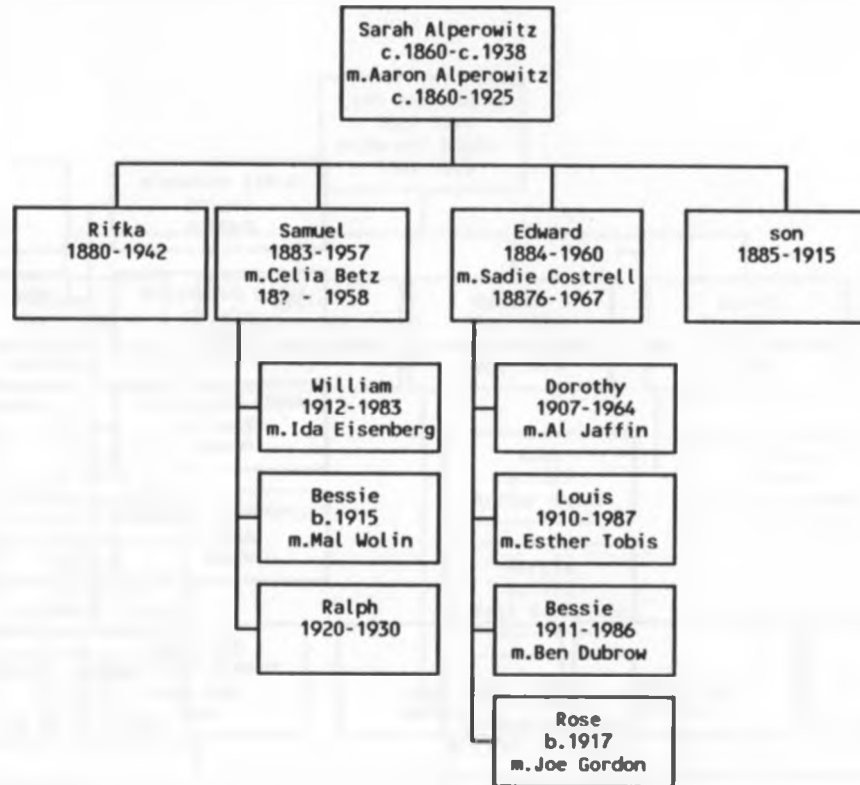 Sarah Alperowitz
c.1860-c.1938
m.Aaron Alperowitz
c.1860-1925
Rifka
1880-1942
Samuel
1883-1957
m.Celia Betz
18? - 1958
Edward
1884-1960
m.Sadie Costrell
18876-1967
son
1885-1915
William
1912-1983
m.Ida Eisenberg
Bessie
b.1915
m.Mal Wolin
Ralph
1920-1930
Dorothy
1907-1964
m.Al Jaffin
Louis
1910-1987
m.Esther Tobis
Bessie
1911-1986
m.Ben Dubrow
Rose
b.1917
m.Joe Gordon